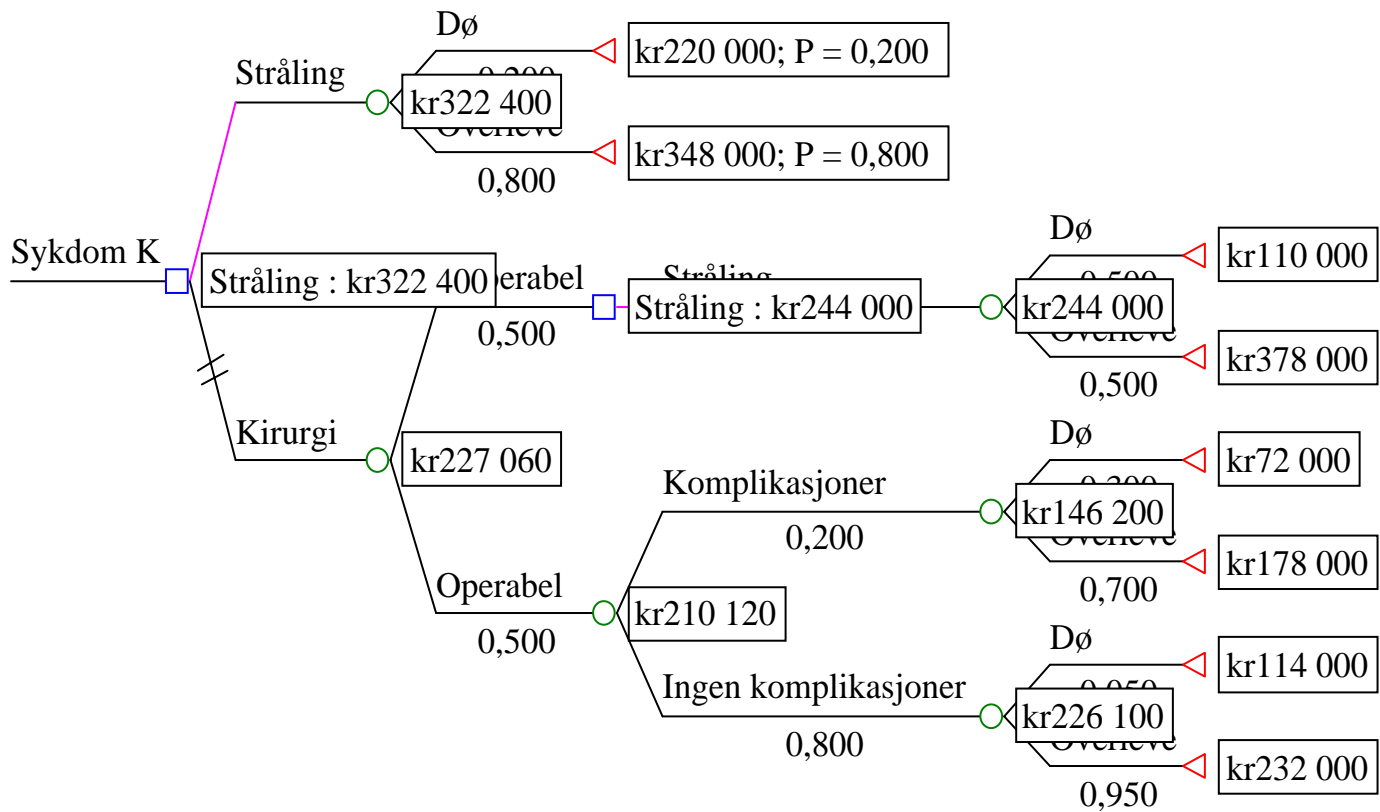 Dø
kr220 000; P = 0,200
Stråling
kr322 400
kr348 000; P = 0,800
0,800
Sykdom K
Stråling : kr322 400
0,500
Stråling
Stråling : kr244 000
Dø
kr110 000
kr244 000
kr378 000
0,500
Kirurgi
kr227 060
Dø
kr72 000
Komplikasjoner
0,200
kr146 200
kr178 000
0,700
Operabel
0,500
kr210 120
Dø
kr114 000
Ingen komplikasjoner
0,800
kr226 100
kr232 000
0,950